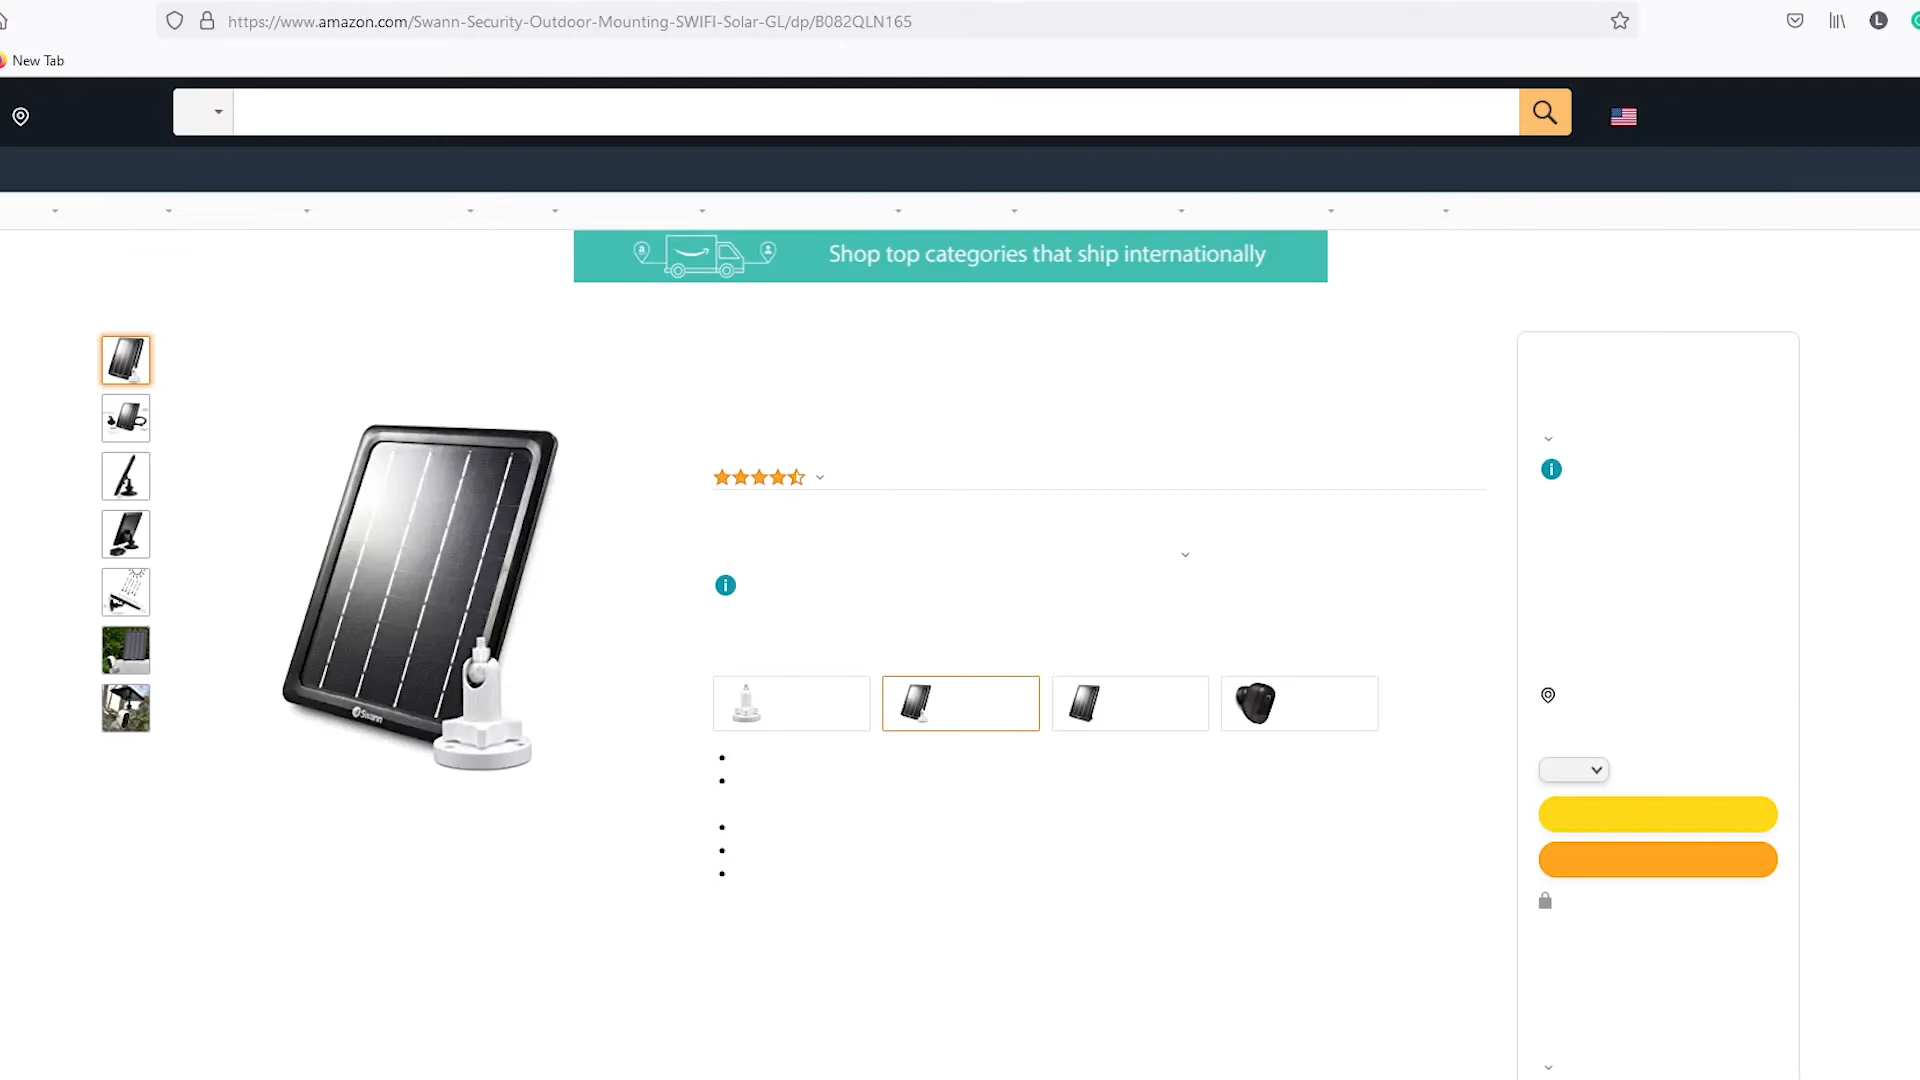 https://www.amazon.com/Swann-Security-Outdoor-Mounting-SWIFI-Solar-GL/dp/B082QLN165
L
New Tab
a
Shop top categories that ship internationally
i
i
Swann